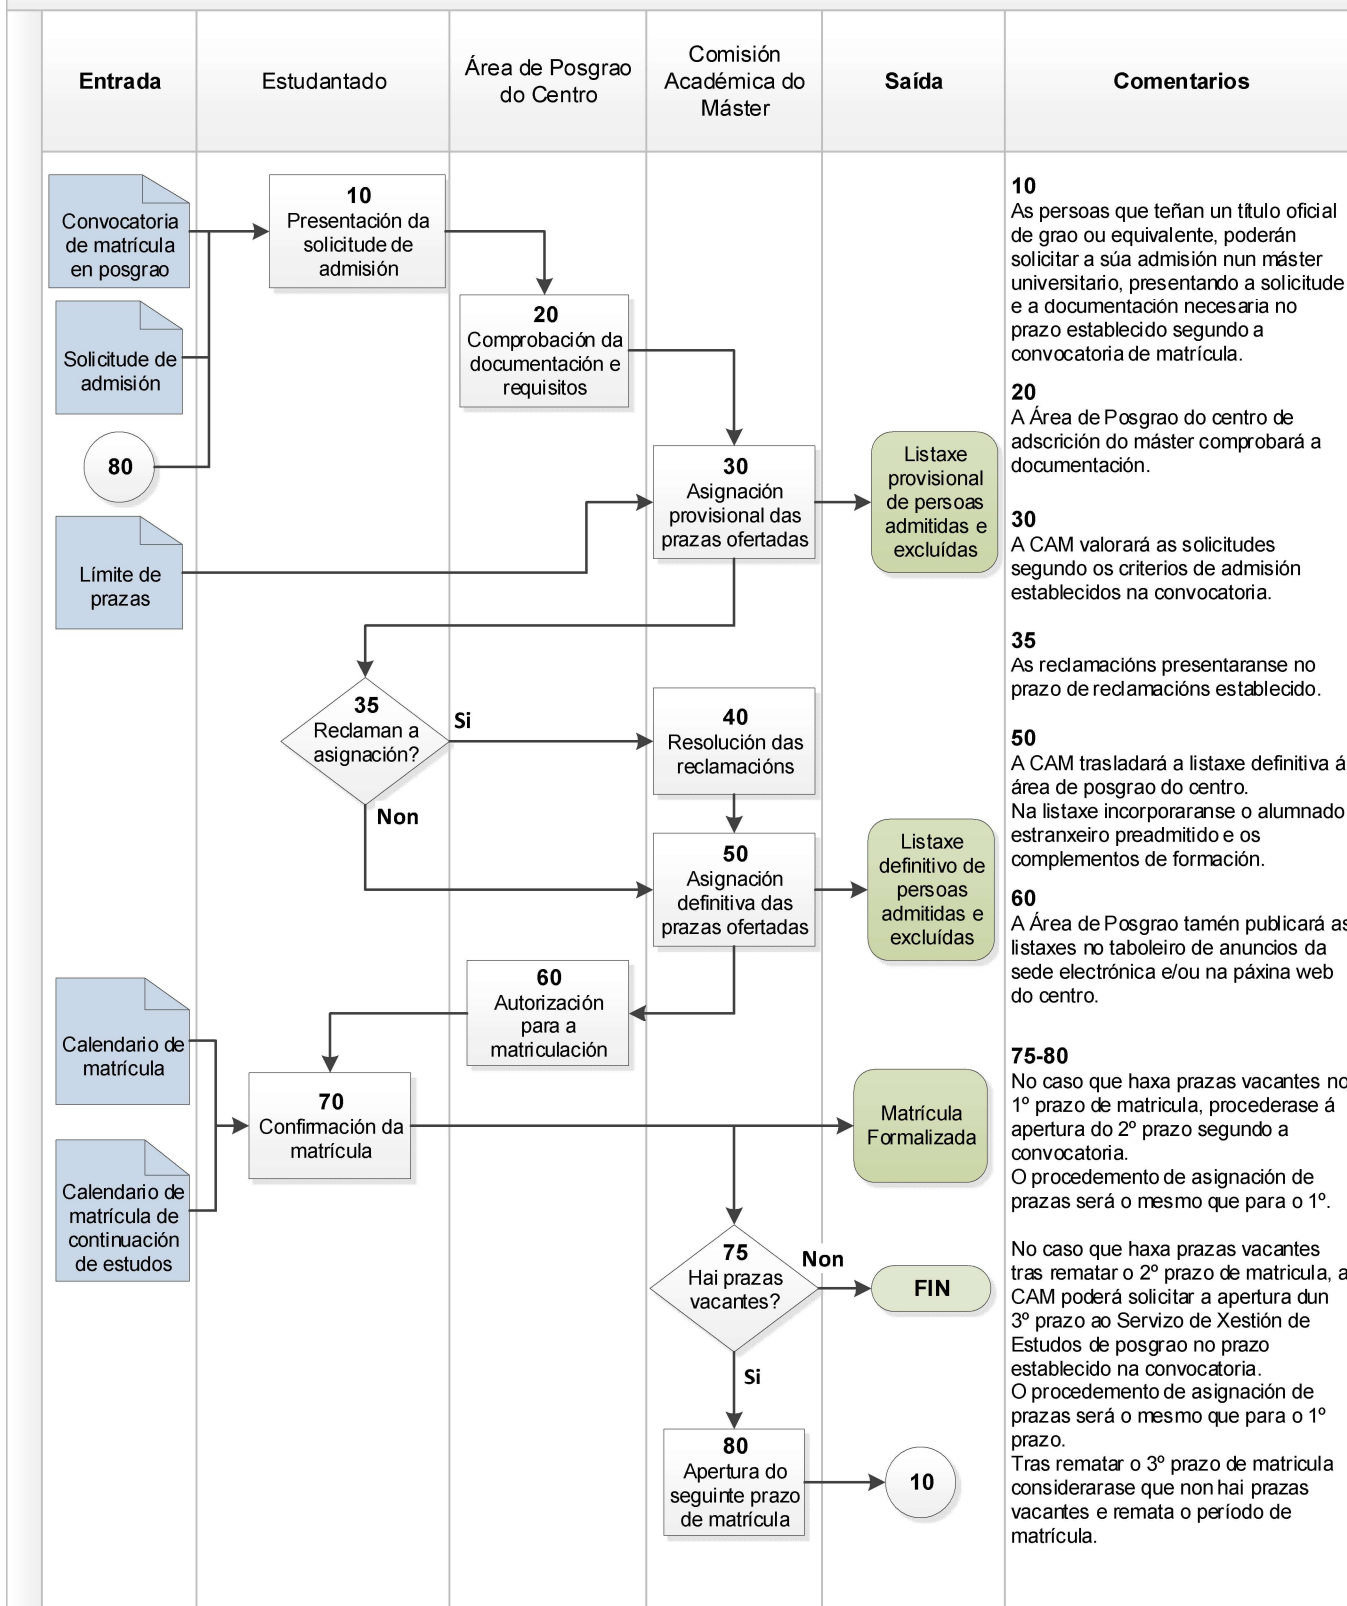 Entrada
Estudantado
Área de Posgrao
do Centro
Comisión
Académica do
Máster
Saída
Comentarios
Convocatoria
de matrícula
en posgrao
Solicitude de
admisión
80
Límite de
prazas
10
Presentación da
solicitude de
admisión
20
Comprobación da
documentación e
requisitos
30
Asignación
provisional das
prazas ofertadas
Listaxe
provisional
de persoas
admitidas e
excluídas
35
Reclaman a
asignación?
Si
Non
40
Resolución das
reclamacións
50
Asignación
definitiva das
prazas ofertadas
Listaxe
definitivo de
persoas
admitidas e
excluídas
60
Autorización
para a
matriculación
Calendario de
matrícula
Calendario de
matrícula de
continuación
de estudos
70
Confirmación da
matrícula
Matrícula
Formalizada
75
Hai prazas
vacantes?
Non
FIN
Si
80
Apertura do
seguinte prazo
de matrícula
10
10
As persoas que teñan un título oficial
de grao ou equivalente, poderán
solicitar a súa admisión nun máster
universitario, presentando a solicitude
e a documentación necesaria no
prazo establecido segundo a
convocatoria de matrícula.
20
A Área de Posgrao do centro de
adscrición do máster comprobará a
documentación.
30
A CAM valorará as solicitudes
segundo os criterios de admisión
establecidos na convocatoria.
35
As reclamacións presentaranse no
prazo de reclamacións establecido.
50
A CAM trasladará a listaxe definitiva á
área de posgrao do centro.
Na listaxe incorporaranse o alumnado
estranxeiro preadmitido e os
complementos de formación.
60
A Área de Posgrao tamén publicará as
listaxes no taboleiro de anuncios da
sede electrónica e/ou na páxina web
do centro.
75-80
No caso que haxa prazas vacantes no
1º prazo de matricula, procederase á
apertura do 2º prazo segundo a
convocatoria.
O procedemento de asignación de
prazas será o mesmo que para o 1º.
No caso que haxa prazas vacantes
tras rematar o 2º prazo de matricula, a
CAM poderá solicitar a apertura dun
3º prazo ao Servizo de Xestión de
Estudos de posgrao no prazo
establecido na convocatoria.
O procedemento de asignación de
prazas será o mesmo que para o 1º
prazo.
Tras rematar o 3º prazo de matricula
considerarase que non hai prazas
vacantes e remata o período de
matrícula.